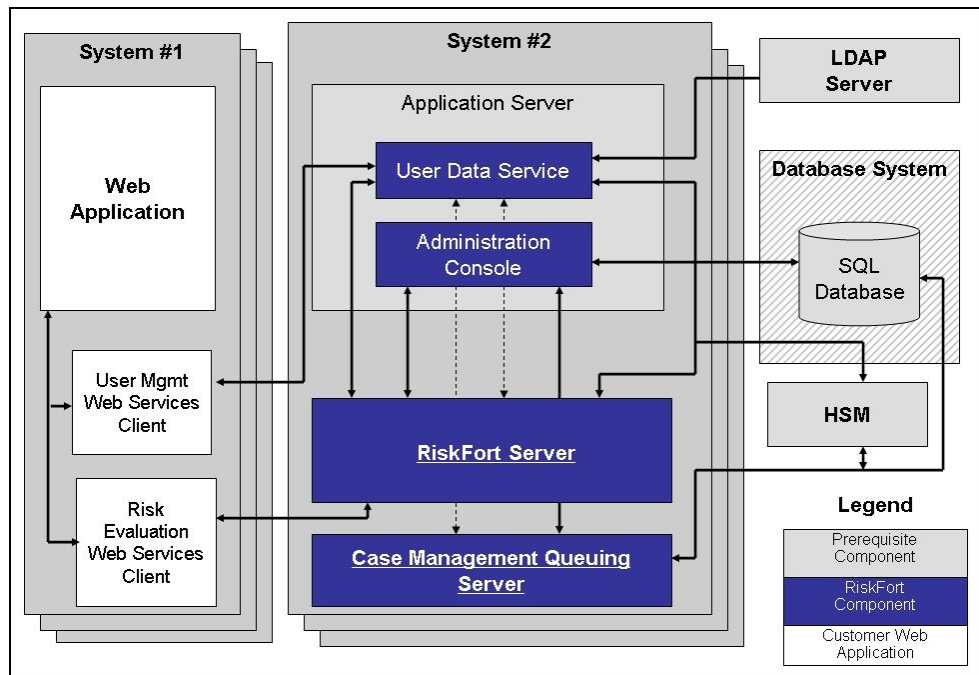 System #1
Web
Application
User Mgmt
Web Services
Client
Risk
Evaluation
Web Services
Client
System #2
Application Server
User Data Service
Administration
Console
RiskFort Server
Case Management Queuing
Server
LDAP
Server
Database System
SQL
Database
HSM
Legend
Prerequisite
Component
RiskFort
Component
Customer Web
Application